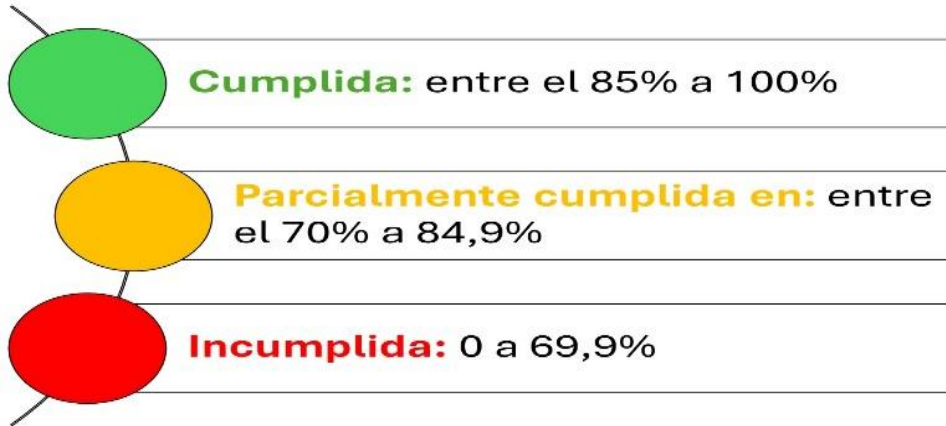 Cumplida: entre el 85% a 100%
Parcialmente cumplida en: entre
el 70% a 84,9%
Incumplida: 0 a 69,9%